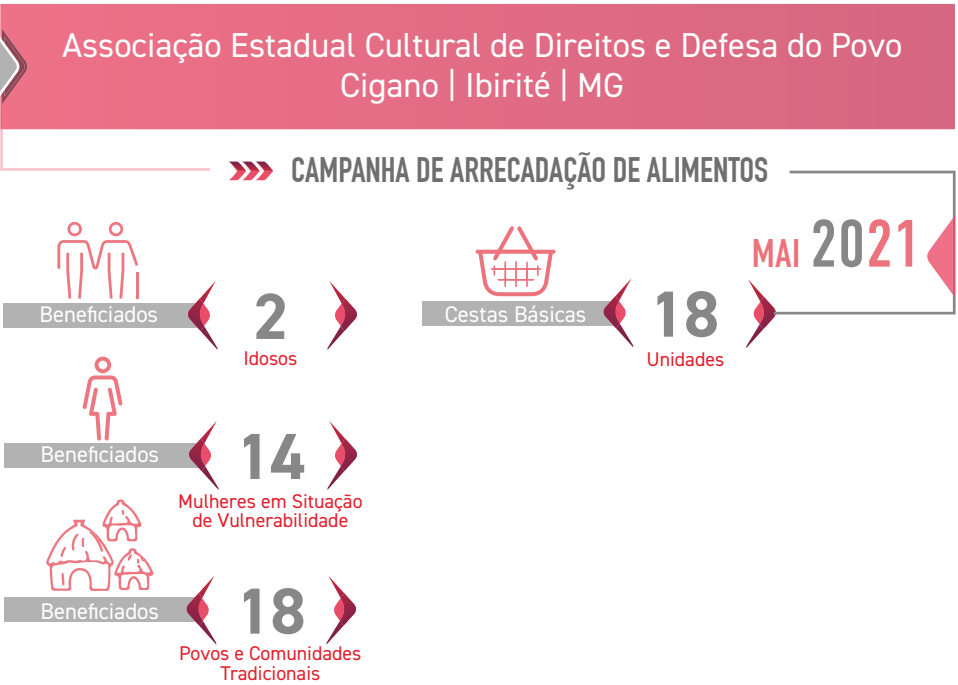 Associação Estadual Cultural de Direitos e Defesa do Povo
Cigano | Ibirité | MG
CAMPANHA DE ARRECADAÇÃO DE ALIMENTOS
MAI 2021
Beneficiados
2
Idosos
Cestas Básicas
18
Unidades
Beneficiados
14
Mulheres em Situação
de Vulnerabilidade
Beneficiados
18
Povos e Comunidades
Tradicionais